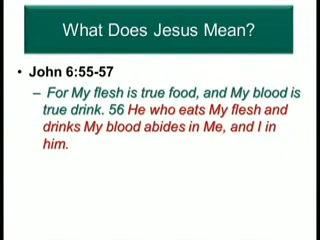 What Does Jesus Mean?
• John 6:55-57
– For My flesh is true food, and My blood is
true drink. 56 He who eats My flesh and
drinks My blood abides in Me, and I in
him.